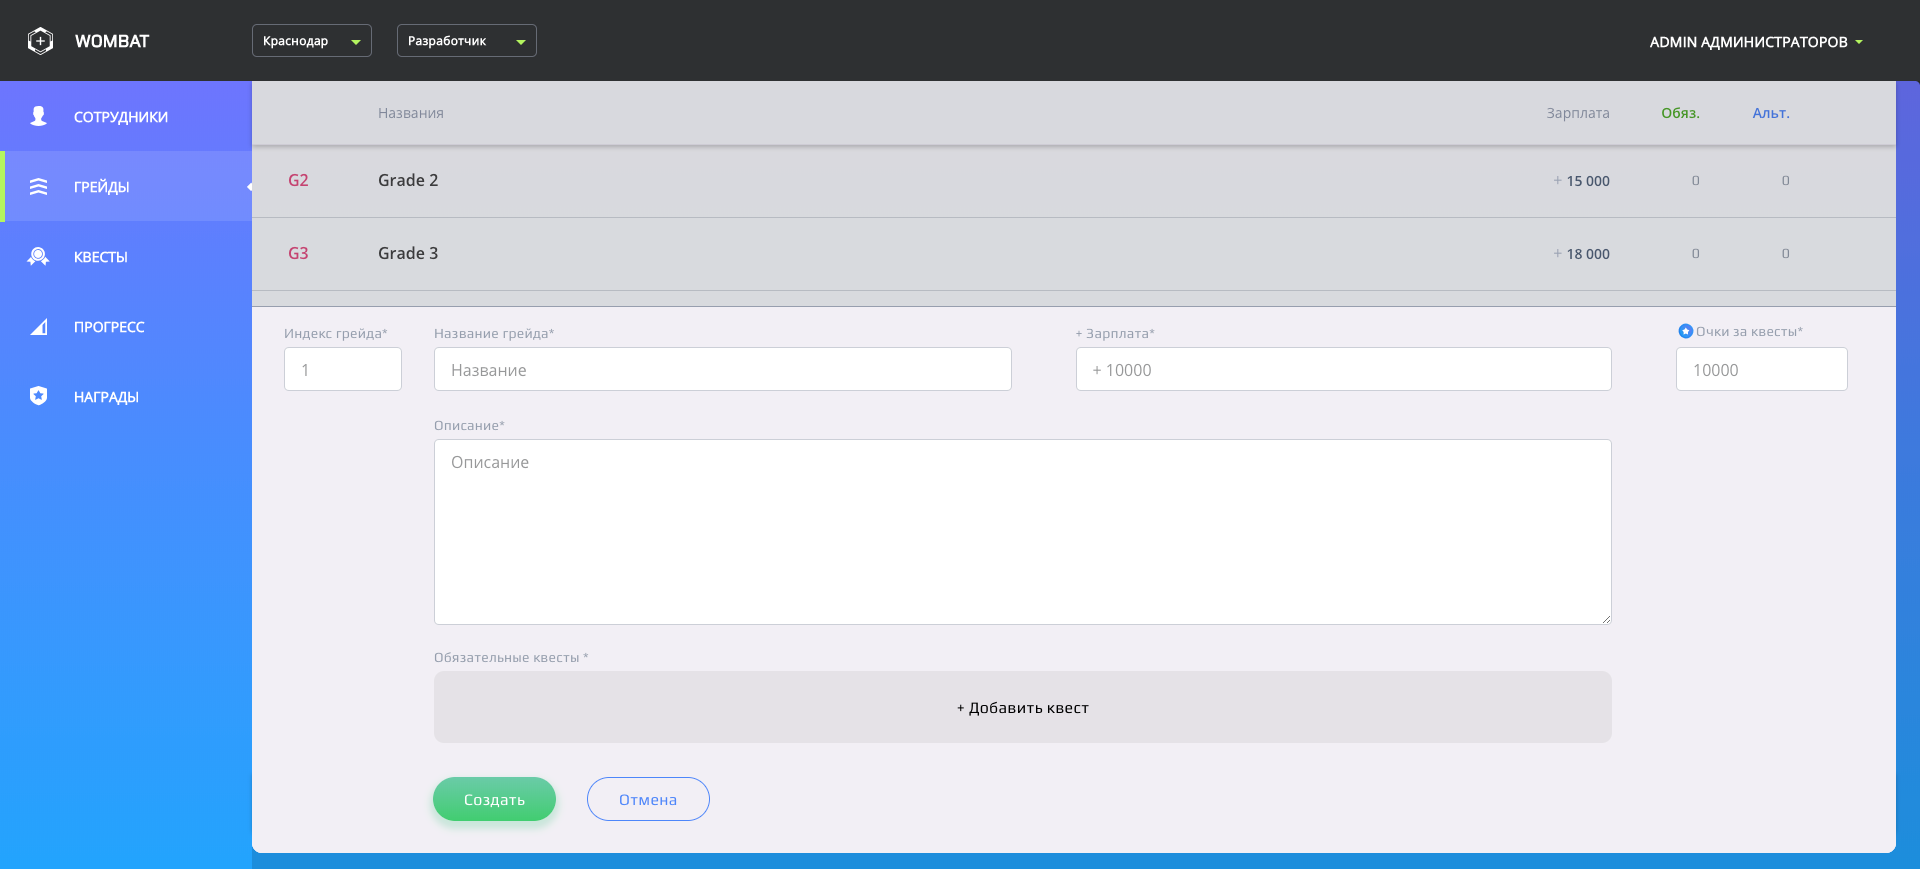 WOMBAT
Краснодар
Разработчик
ADMIN АДМИНИСТРАТОРОВ
СОТРУДНИКИ
ГРЕЙДЫ
КВЕСТЫ
ПРОГРЕСС
НАГРАДЫ
Названия Зарплата Обяз. Альт.
G2 Grade 2 + 15 000 0 0
G3 Grade 3 + 18 000 0 0
Индекс грейда* Название грейда* + Зарплата* Очки за квесты*
1 Название + 10000 10000
Описание*
Описание
Обязательные квесты *
+ Добавить квест
Создать Отмена